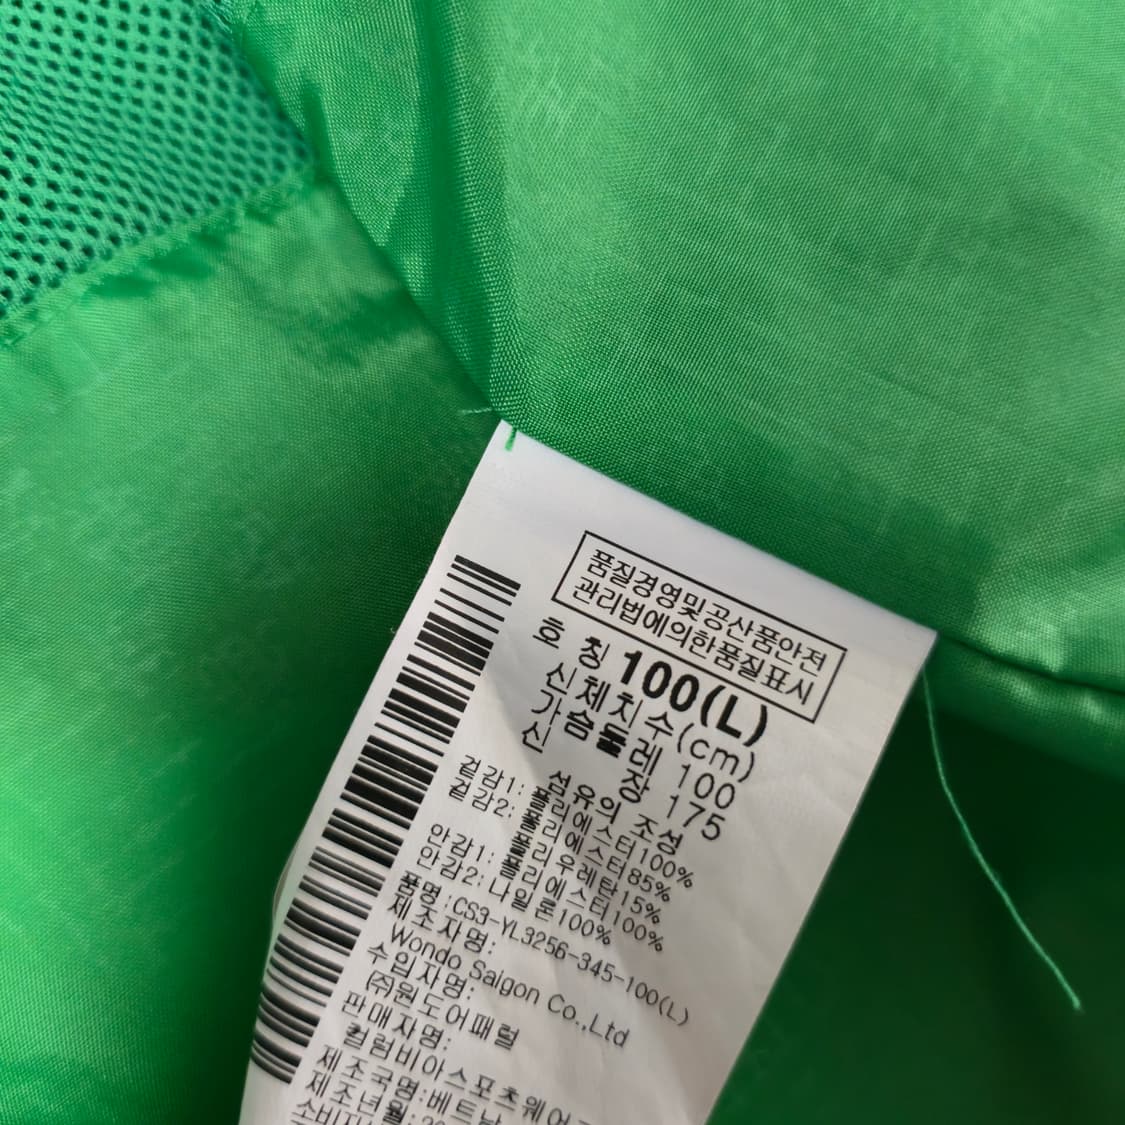 품질경영및공산품안전
관리법에의한품질표시
호 칭 100(L)
신체치수(cm)
가슴둘레 100
신 장 175
섬유의 조성
겉감1: 폴리에스터100%
겉감2: 폴리에스터85%
폴리우레탄15%
안감1: 폴리에스터100%
안감2: 나일론100%
품명:CS3-YL3256-345-100(L)
제조자명:
Wondo Saigon Co.,Ltd
수입자명:
㈜원도어패럴
판매자명:
컬럼비아스포츠웨어
제조국명:베트남
제조년월:20